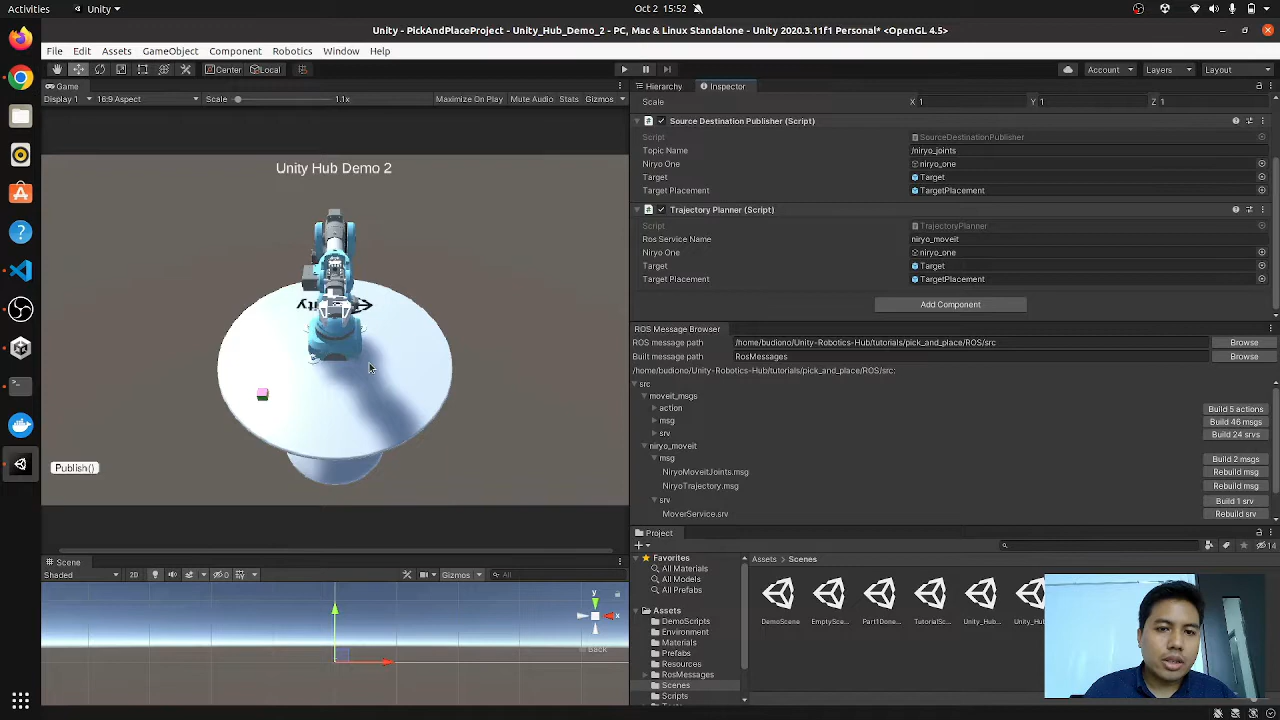 Activities
Unity
Oct 2 15:52
Unity - PickAndPlaceProject - Unity_Hub_Demo_2 - PC, Mac & Linux Standalone - Unity 2020.3.11f1 Personal* <OpenGL 4.5>
File Edit Assets GameObject Component Robotics Window Help
Center Local
Account Layers Layout
Game
Display 1 16:9 Aspect Scale 1.1x Maximize On Play Mute Audio Stats Gizmos
Unity Hub Demo 2
Publish()
Scene
Shaded 2D 0 Gizmos All
y
x
Back
Hierarchy Inspector
Scale X 1 Y 1 Z 1
Source Destination Publisher (Script)
Script SourceDestinationPublisher
Topic Name /niryo_joints
Niryo One niryo_one
Target Target
Target Placement TargetPlacement
Trajectory Planner (Script)
Script TrajectoryPlanner
Ros Service Name niryo_moveit
Niryo One niryo_one
Target Target
Target Placement TargetPlacement
Add Component
ROS Message Browser
ROS message path /home/budiono/Unity-Robotics-Hub/tutorials/pick_and_place/ROS/src Browse
Built message path RosMessages Browse
/home/budiono/Unity-Robotics-Hub/tutorials/pick_and_place/ROS/src:
src
moveit_msgs
action Build 5 actions
msg Build 46 msgs
srv Build 24 srvs
niryo_moveit
msg Build 2 msgs
NiryoMoveitJoints.msg Rebuild msg
NiryoTrajectory.msg Rebuild msg
srv Build 1 srv
MoverService.srv Rebuild srv
Project
14
Favorites
All Materials
All Models
All Prefabs
Assets
DemoScripts
Environment
Materials
Prefabs
Resources
RosMessages
Scenes
Scripts
Assets Scenes
DemoScene EmptySce... Part1Done... TutorialSc... Unity_Hub...